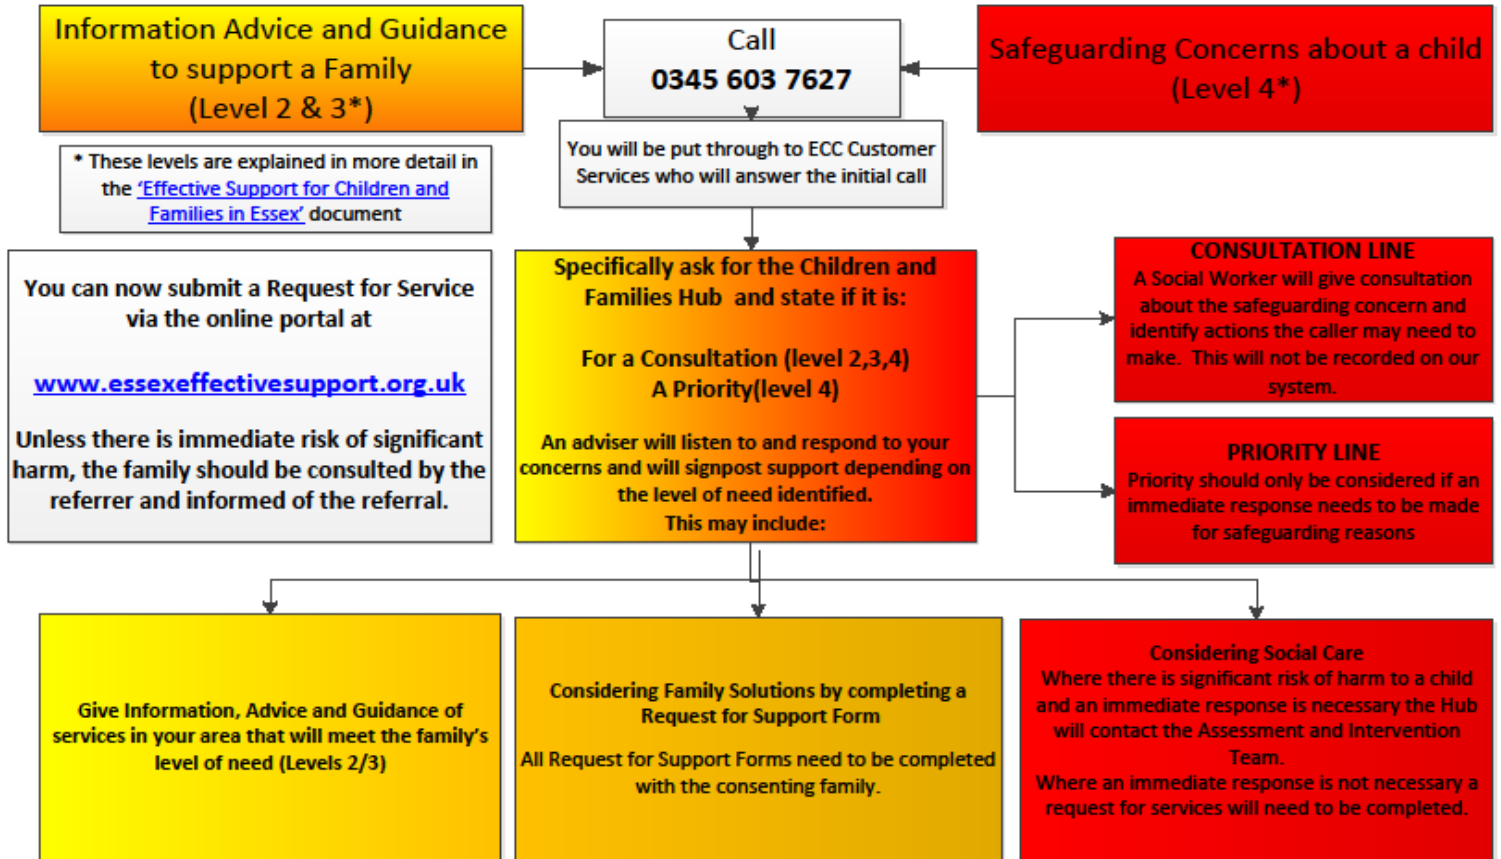 Information Advice and Guidance
to support a Family
(Level 2 & 3*)
Call
0345 603 7627
Safeguarding Concerns about a child
(Level 4*)
* These levels are explained in more detail in
the 'Effective Support for Children and
Families in Essex' document
You will be put through to ECC Customer
Services who will answer the initial call
You can now submit a Request for Service
via the online portal at
www.essexeffectivesupport.org.uk
Unless there is immediate risk of significant
harm, the family should be consulted by the
referrer and informed of the referral.
Specifically ask for the Children and
Families Hub and state if it is:
For a Consultation (level 2,3,4)
A Priority(level 4)
An adviser will listen to and respond to your
concerns and will signpost support depending on
the level of need identified.
This may include:
CONSULTATION LINE
A Social Worker will give consultation
about the safeguarding concern and
identify actions the caller may need to
make. This will not be recorded on our
system.
PRIORITY LINE
Priority should only be considered if an
immediate response needs to be made
for safeguarding reasons
Give Information, Advice and Guidance of
services in your area that will meet the family's
level of need (Levels 2/3)
Considering Family Solutions by completing a
Request for Support Form
All Request for Support Forms need to be completed
with the consenting family.
Considering Social Care
Where there is significant risk of harm to a child
and an immediate response is necessary the Hub
will contact the Assessment and Intervention
Team.
Where an immediate response is not necessary a
request for services will need to be completed.